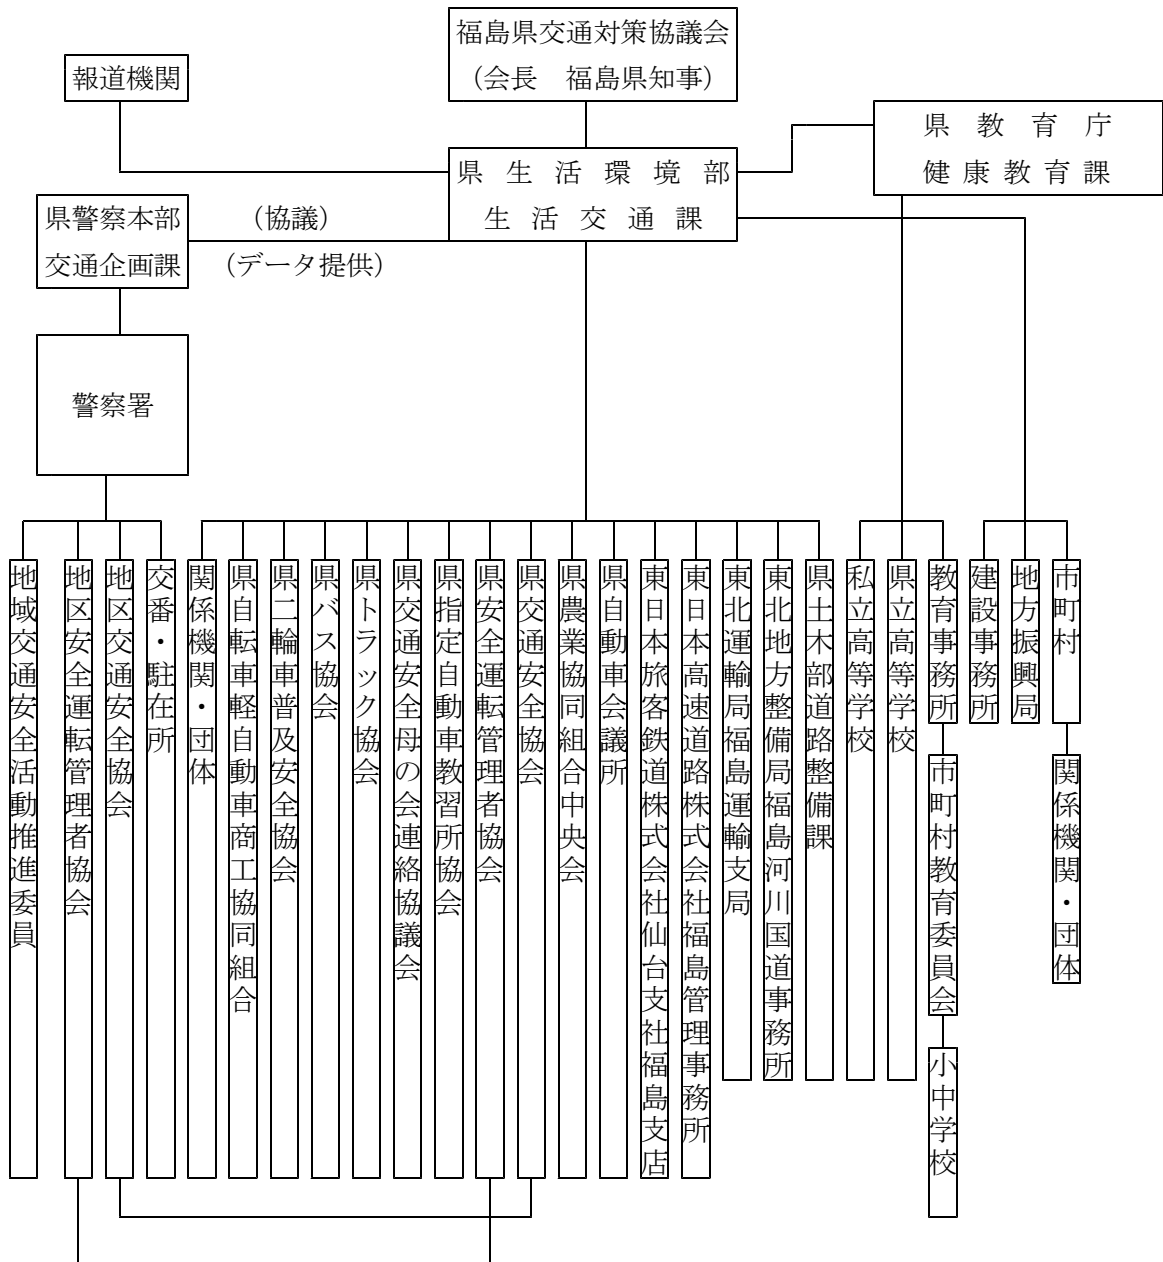 福島県交通対策協議会
（会長　福島県知事）
報道機関
県教育庁
健康教育課
県生活環境部
生活交通課
県警察本部
交通企画課
（協議）
（データ提供）
警察署
地域交通安全活動推進委員
地区安全運転管理者協会
地区交通安全協会
交番・駐在所
関係機関・団体
県自転車軽自動車商工協同組合
県二輪車普及安全協会
県バス協会
県トラック協会
県交通安全母の会連絡協議会
県指定自動車教習所協会
県安全運転管理者協会
県交通安全協会
県農業協同組合中央会
県自動車会議所
東日本旅客鉄道株式会社仙台支社福島支店
東日本高速道路株式会社福島管理事務所
東北運輸局福島運輸支局
東北地方整備局福島河川国道事務所
県土木部道路整備課
私立高等学校
県立高等学校
教育事務所
市町村教育委員会
小中学校
建設事務所
地方振興局
市町村
関係機関・団体